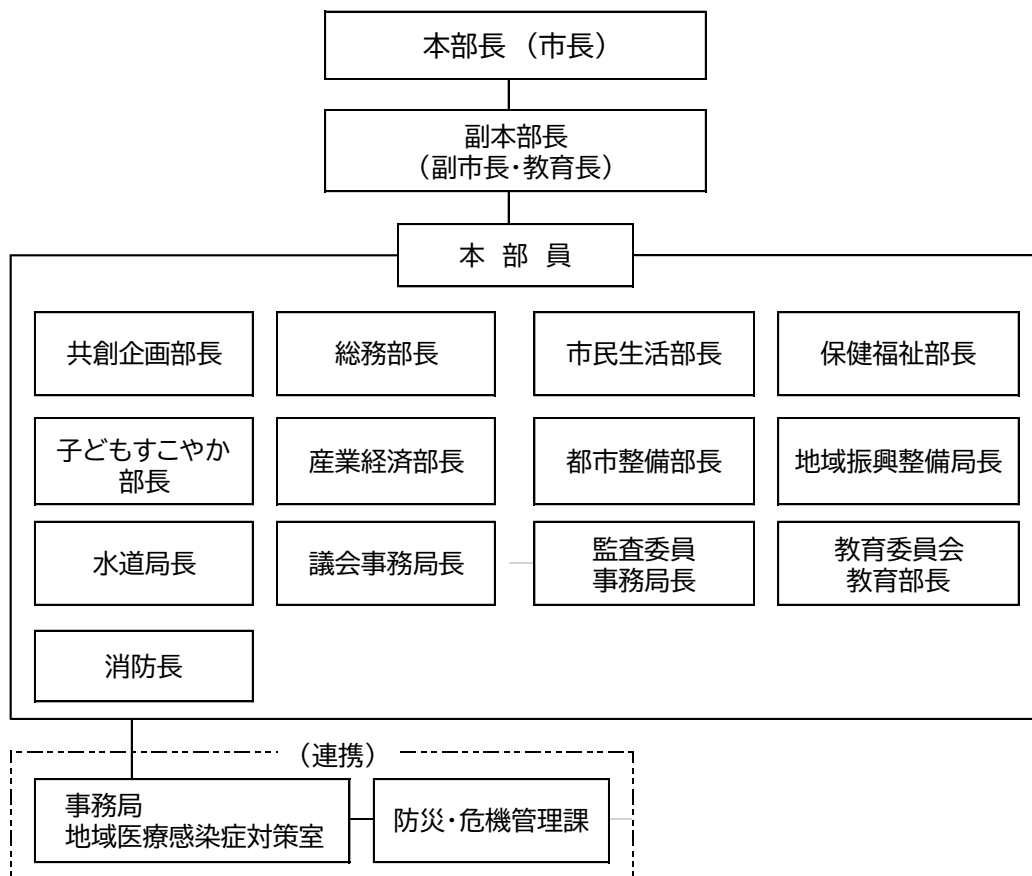 本部長（市長）
副本部長
（副市長・教育長）
本部員
共創企画部長
総務部長
市民生活部長
保健福祉部長
子どもすこやか
部長
産業経済部長
都市整備部長
地域振興整備局長
水道局長
議会事務局長
監査委員
事務局長
教育委員会
教育部長
消防長
（連携）
事務局
地域医療感染症対策室
防災・危機管理課